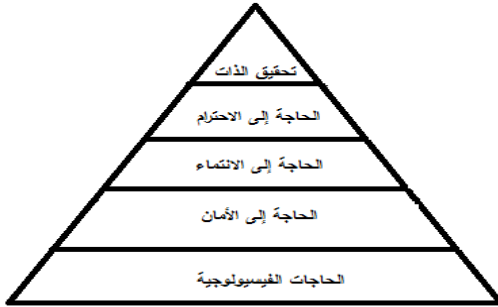 تحقيق الذات
الحاجة إلى الاحترام
الحاجة إلى الانتماء
الحاجة إلى الأمان
الحاجات الفيسيولوجية